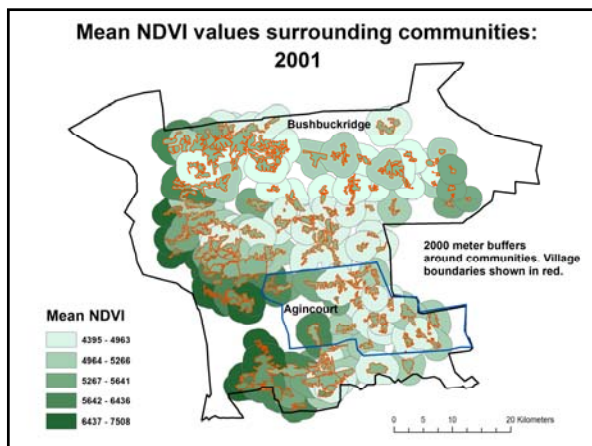 Mean NDVI values surrounding communities:
2001
Bushbuckridge
2000 meter buffers
around communities. Village
boundaries shown in red.
Agincourt
Mean NDVI
4395 - 4963
4964 - 5266
5267 - 5641
5642 - 6436
6437 - 7508
0 5 10 20 Kilometers